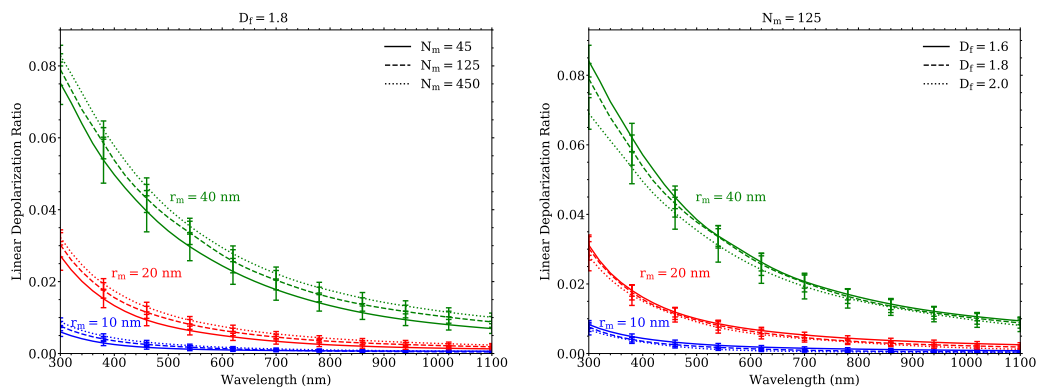 D_f = 1.8
N_m = 45
N_m = 125
N_m = 450
r_m = 40 nm
r_m = 20 nm
r_m = 10 nm
0.00
0.02
0.04
0.06
0.08
Linear Depolarization Ratio
300 400 500 600 700 800 900 1000 1100
Wavelength (nm)
N_m = 125
D_f = 1.6
D_f = 1.8
D_f = 2.0
r_m = 40 nm
r_m = 20 nm
r_m = 10 nm
0.00
0.02
0.04
0.06
0.08
Linear Depolarization Ratio
300 400 500 600 700 800 900 1000 1100
Wavelength (nm)